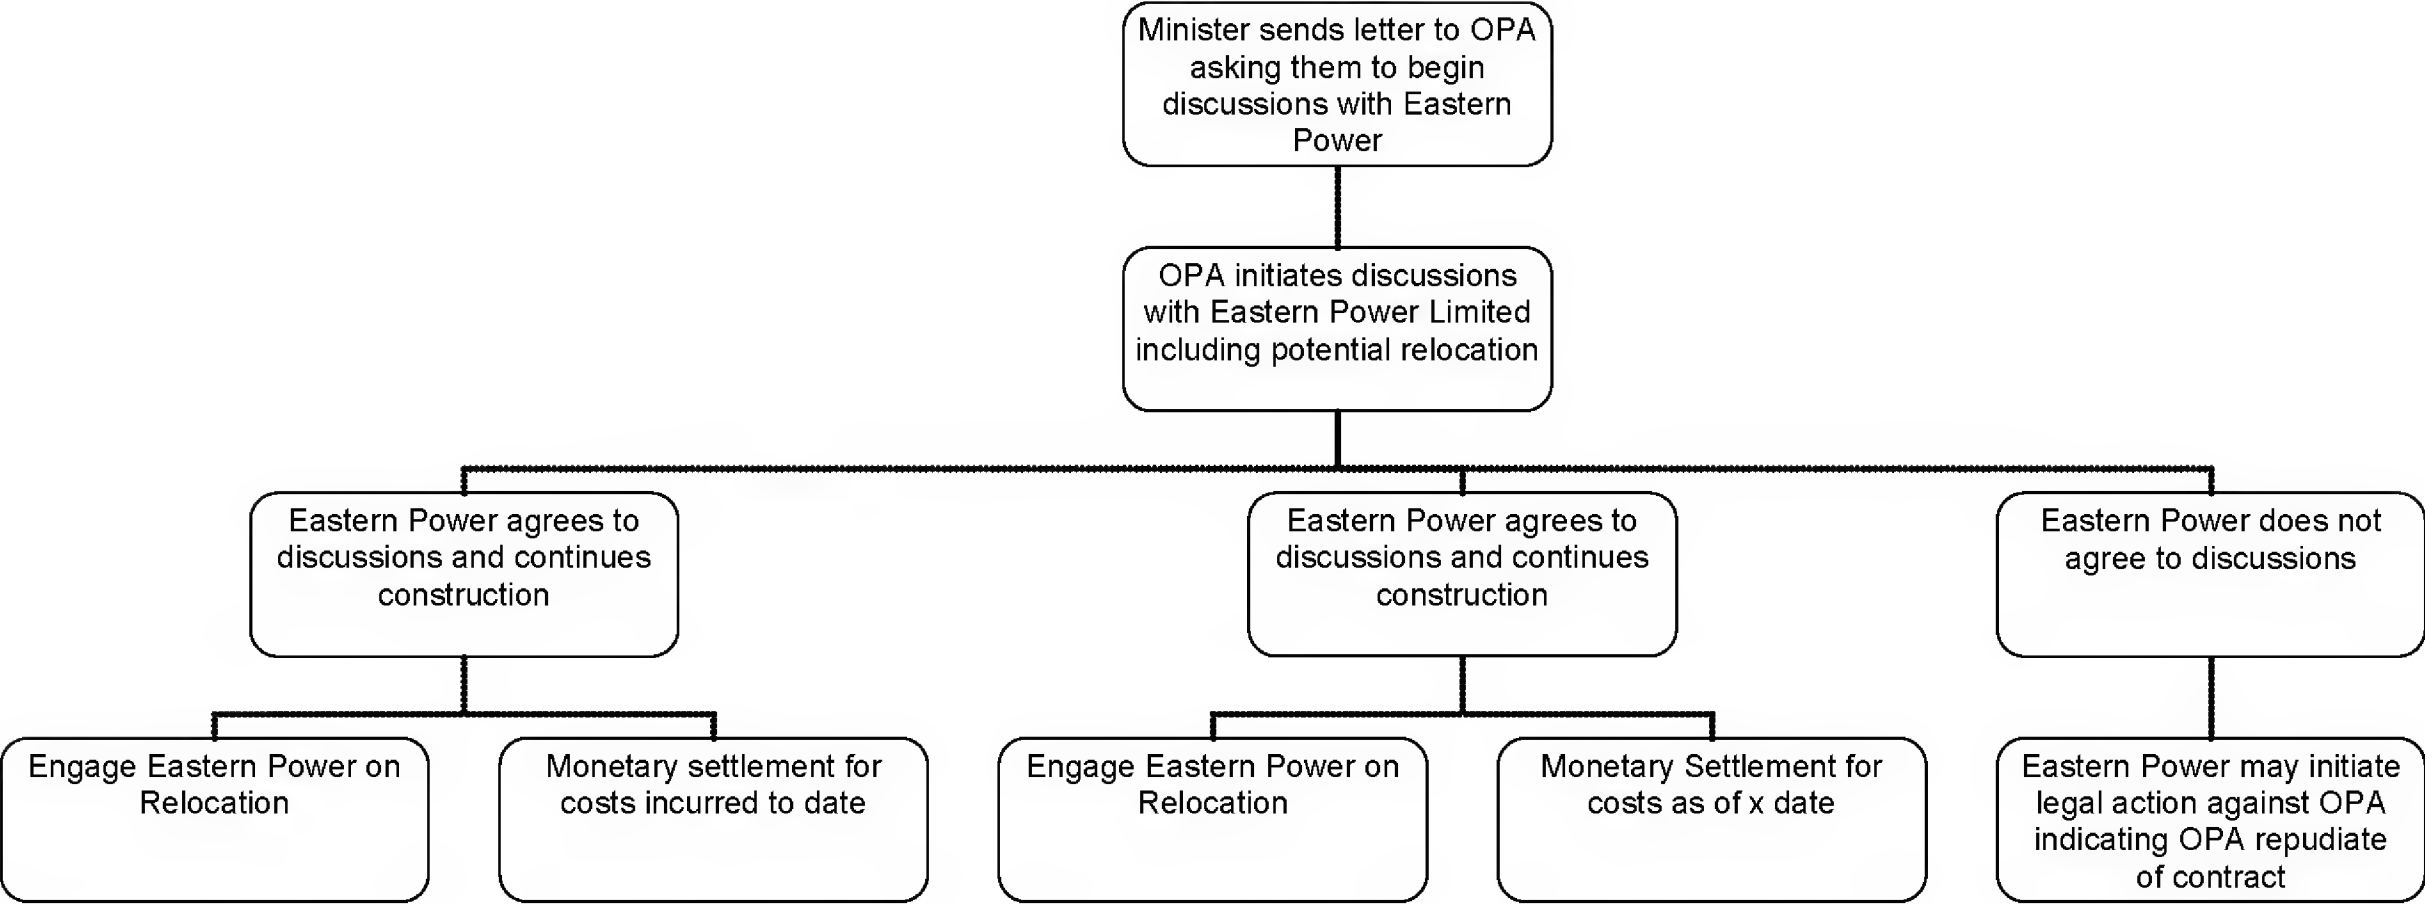 Minister sends letter to OPA
asking them to begin
discussions with Eastern
Power
OPA initiates discussions
with Eastern Power Limited
including potential relocation
Eastern Power agrees to
discussions and continues
construction
Eastern Power agrees to
discussions and continues
construction
Eastern Power does not
agree to discussions
Engage Eastern Power on
Relocation
Monetary settlement for
costs incurred to date
Engage Eastern Power on
Relocation
Monetary Settlement for
costs as of x date
Eastern Power may initiate
legal action against OPA
indicating OPA repudiate
of contract